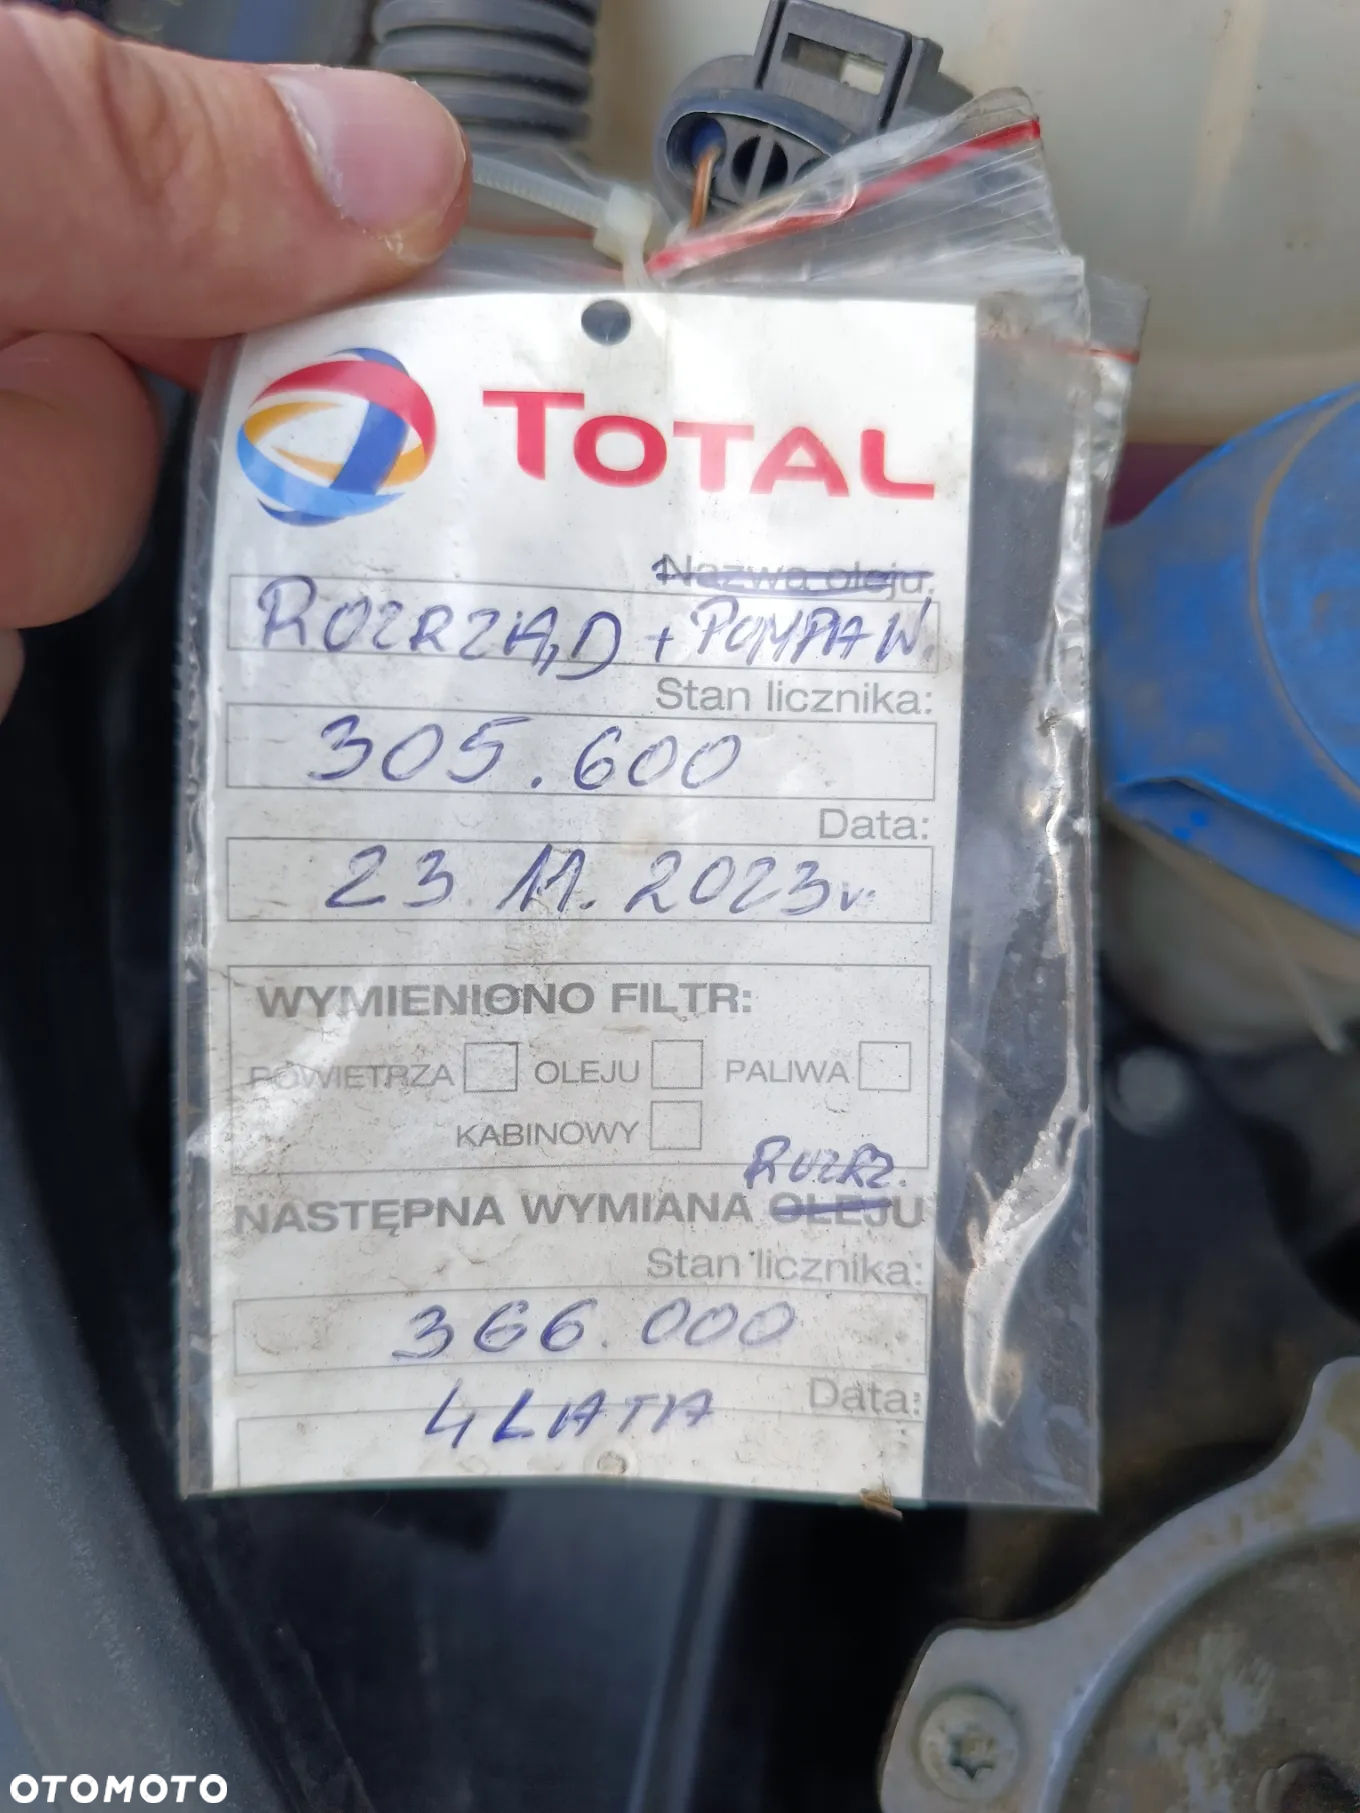 TOTAL
Nazwa oleju:
ROZRZĄD + POMPA W.
Stan licznika:
305.600
Data:
23.11.2023r.
WYMIENIONO FILTR:
POWIETRZA OLEJU PALIWA
KABINOWY
ROZRZ.
NASTĘPNA WYMIANA OLEJU
Stan licznika:
366.000
Data:
4 LATA
OTOMOTO